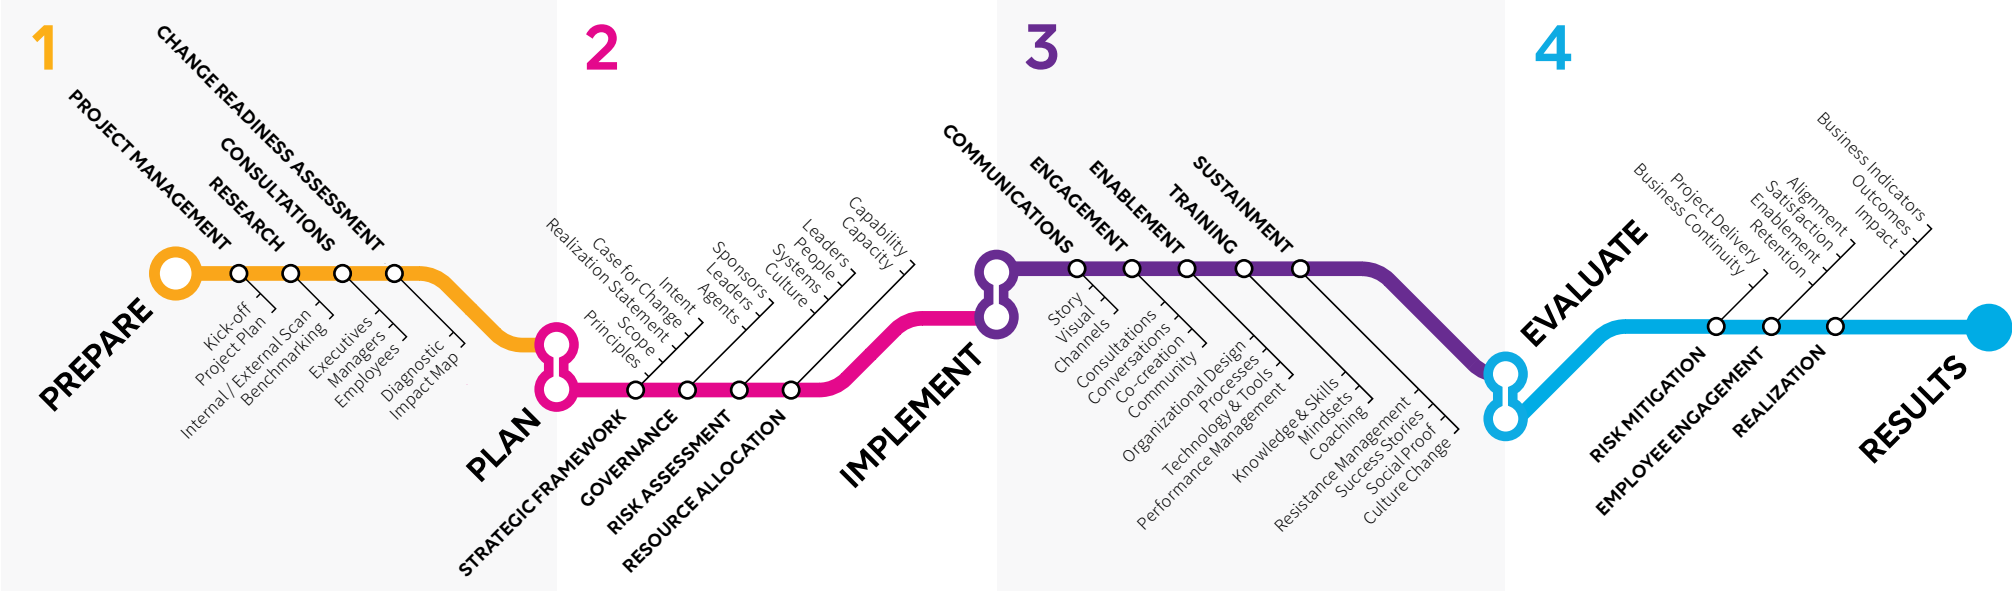 1
PREPARE
PROJECT MANAGEMENT
Kick-off
Project Plan
RESEARCH
Internal / External Scan
Benchmarking
CONSULTATIONS
Executives
Managers
Employees
CHANGE READINESS ASSESSMENT
Diagnostic
Impact Map
2
PLAN
STRATEGIC FRAMEWORK
Intent
Case for Change
Realization Statement
Scope
Principles
GOVERNANCE
Sponsors
Leaders
Agents
RISK ASSESSMENT
Leaders
People
Systems
Culture
RESOURCE ALLOCATION
Capability
Capacity
3
IMPLEMENT
COMMUNICATIONS
Story
Visual
Channels
ENGAGEMENT
Consultations
Conversations
Co-creation
Community
ENABLEMENT
Organizational Design
Processes
Technology & Tools
Performance Management
TRAINING
Knowledge & Skills
Mindsets
Coaching
SUSTAINMENT
Resistance Management
Success Stories
Social Proof
Culture Change
4
EVALUATE
RISK MITIGATION
Project Delivery
Business Continuity
EMPLOYEE ENGAGEMENT
Alignment
Satisfaction
Enablement
Retention
REALIZATION
Business Indicators
Outcomes
Impact
RESULTS